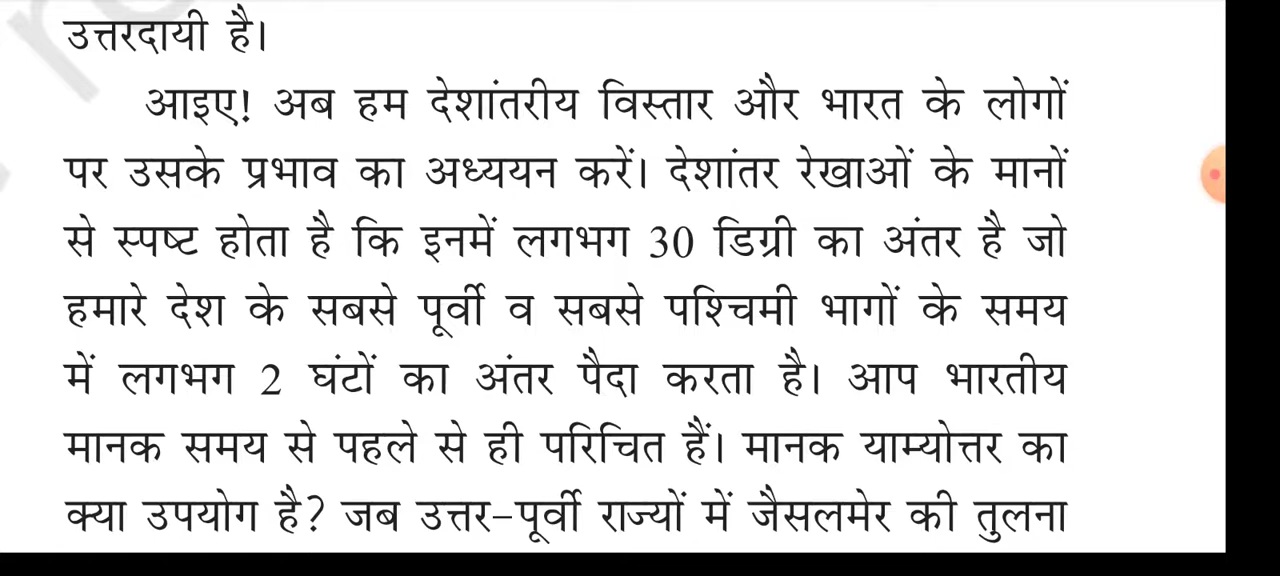 उत्तरदायी है।
आइए! अब हम देशांतरीय विस्तार और भारत के लोगों
पर उसके प्रभाव का अध्ययन करें। देशांतर रेखाओं के मानों
से स्पष्ट होता है कि इनमें लगभग 30 डिग्री का अंतर है जो
हमारे देश के सबसे पूर्वी व सबसे पश्चिमी भागों के समय
में लगभग 2 घंटों का अंतर पैदा करता है। आप भारतीय
मानक समय से पहले से ही परिचित हैं। मानक याम्योत्तर का
क्या उपयोग है? जब उत्तर-पूर्वी राज्यों में जैसलमेर की तुलना